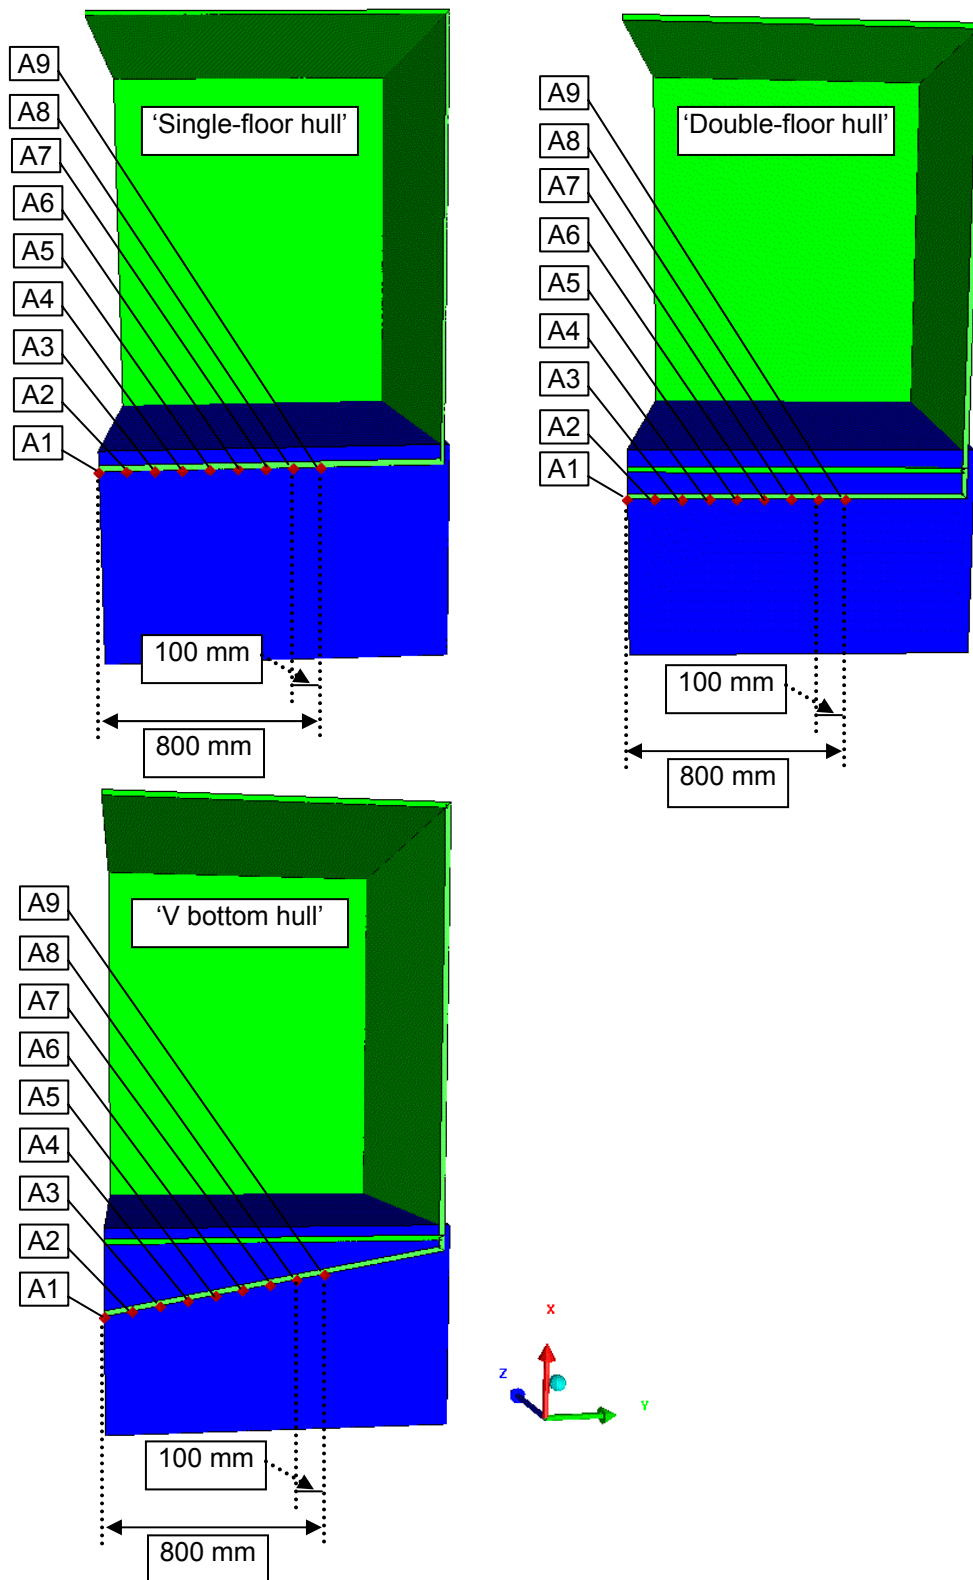 ‘Single-floor hull’
A9
A8
A7
A6
A5
A4
A3
A2
A1
100 mm
800 mm
‘Double-floor hull’
A9
A8
A7
A6
A5
A4
A3
A2
A1
100 mm
800 mm
‘V bottom hull’
A9
A8
A7
A6
A5
A4
A3
A2
A1
100 mm
800 mm
X
Z
Y